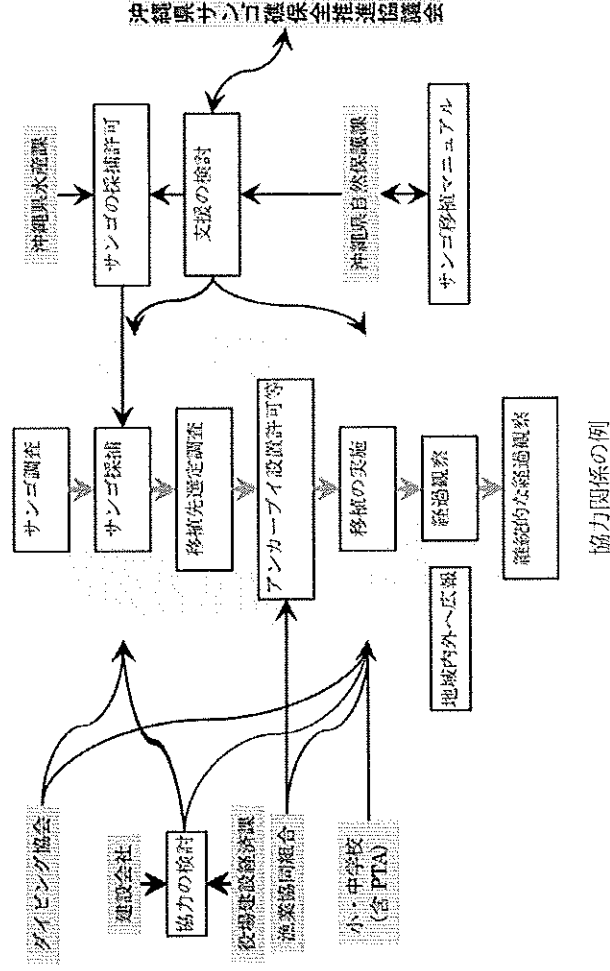 沖縄県サンゴ礁保全推進協議会
沖縄県水産課
サンゴの採捕許可
支援の検討
沖縄県自然保護課
サンゴ移植マニュアル
サンゴ調査
サンゴ採捕
移植先選定調査
アンカーブイ設置許可等
移植の実施
経過観察
継続的な経過観察
地域内外へ広報
ダイビング協会
建設会社
協力の検討
役場建設経済課
漁業協同組合
小・中学校
(含 PTA)
協力関係の例